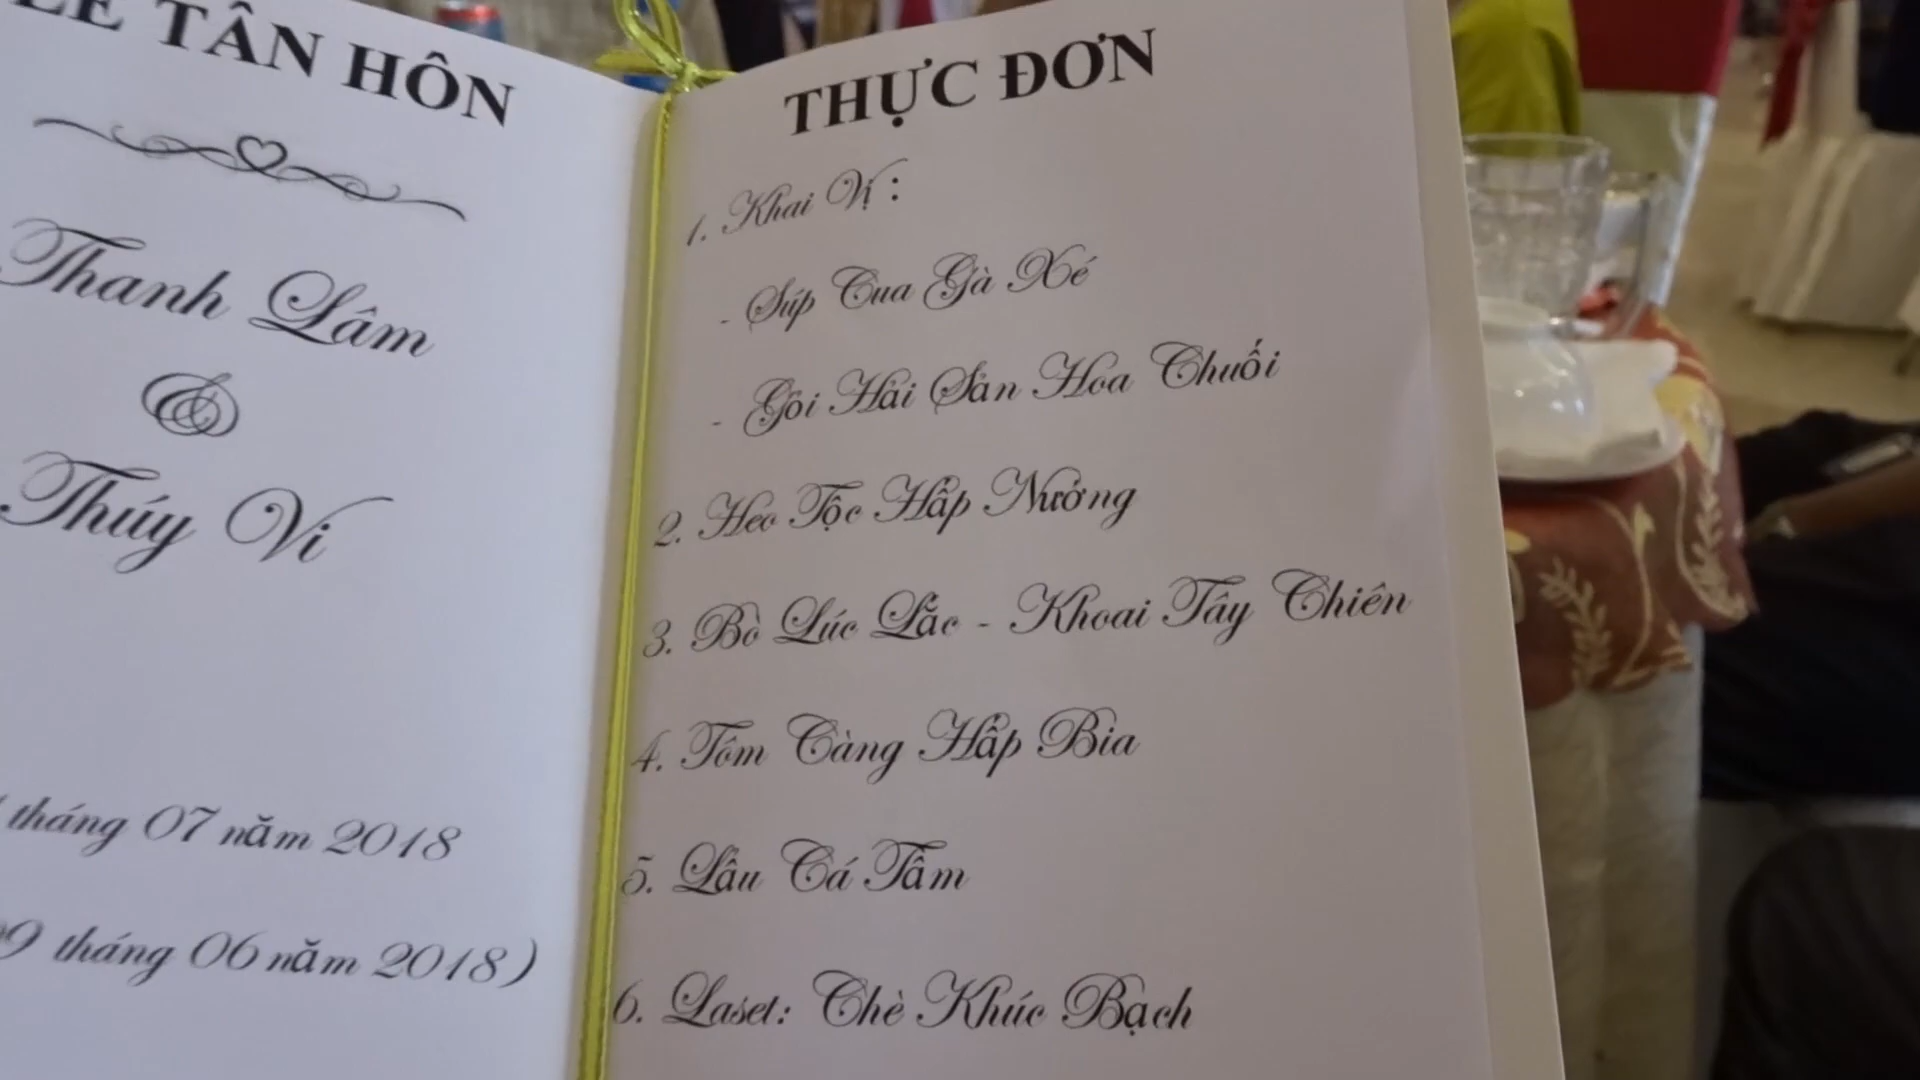 LỄ TÂN HÔN
Thanh Lâm
&
Thúy Vi
tháng 07 năm 2018
09 tháng 06 năm 2018)
THỰC ĐƠN
1. Khai Vị :
- Súp Cua Gà Xé
- Gỏi Hải Sản Hoa Chuối
2. Heo Tộc Hấp Nướng
3. Bò Lúc Lắc - Khoai Tây Chiên
4. Tôm Càng Hấp Bia
5. Lẩu Cá Tầm
6. Laset: Chè Khúc Bạch